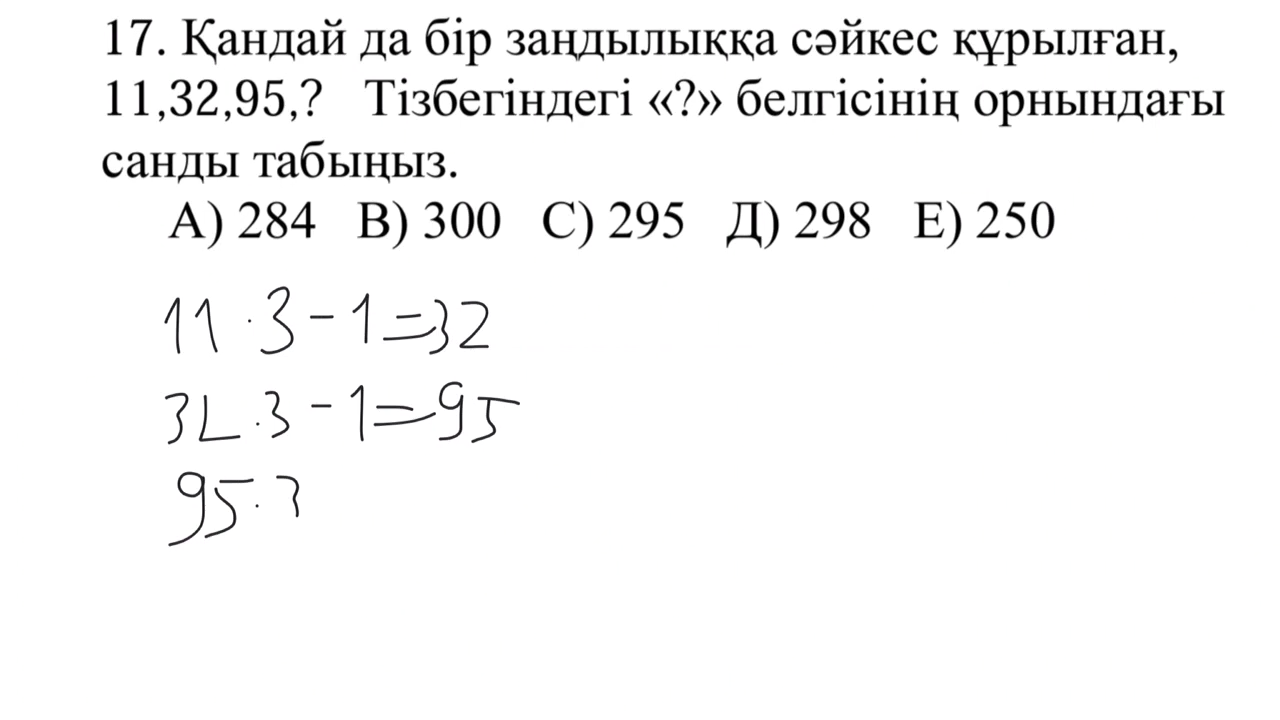 17. Қандай да бір заңдылыққа сәйкес құрылған,
11,32,95,? Тізбегіндегі «?» белгісінің орнындағы
санды табыңыз.
А) 284 В) 300 С) 295 Д) 298 Е) 250
11 · 3 - 1 = 32
32 · 3 - 1 = 95
95 ·